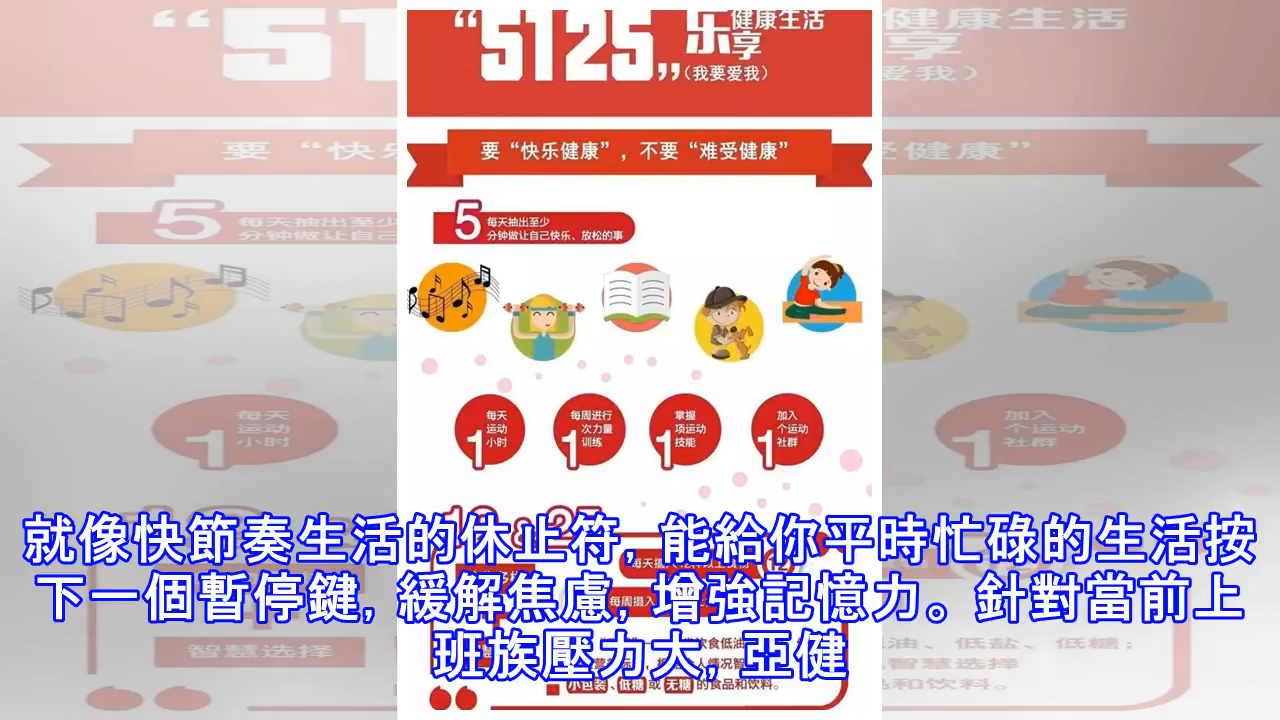 健康生活
“5125” 乐享
(我要爱我)
要“快乐健康”，不要“难受健康”
5 每天抽出至少
分钟做让自己快乐、放松的事
每天
运动
1 小时
每周进行
次力量
1 训练
掌握
项运动
1 技能
加入
个运动
1 社群
就像快節奏生活的休止符, 能給你平時忙碌的生活按
下一個暫停鍵, 緩解焦慮, 增強記憶力。針對當前上
班族壓力大, 亞健
智慧选择
小包装、低糖或无糖的食品和饮料。